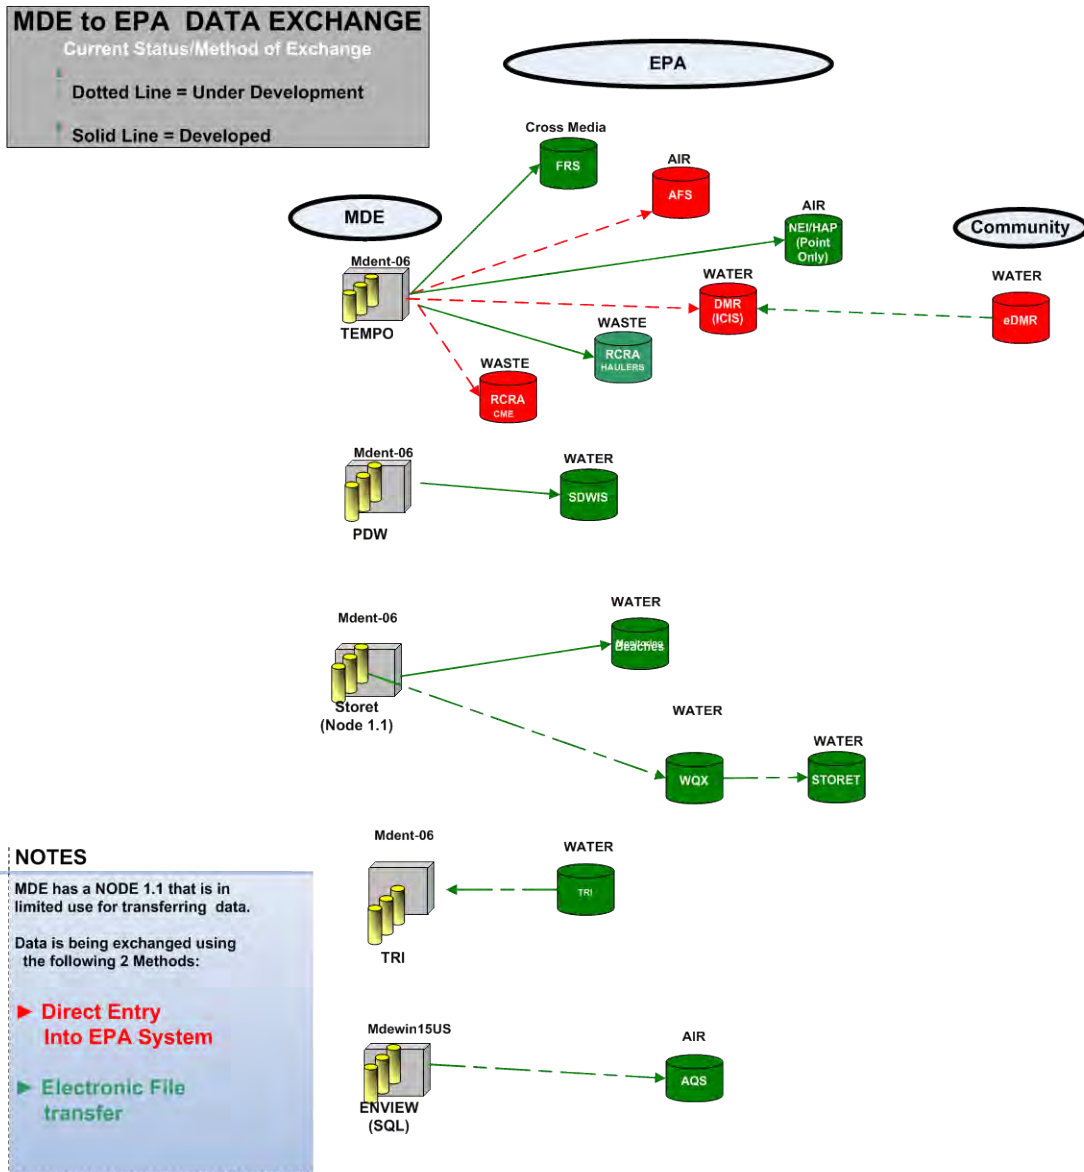 MDE to EPA  DATA EXCHANGE
Current Status/Method of Exchange
Dotted Line = Under Development
Solid Line = Developed
EPA
Cross Media
FRS
AIR
AFS
MDE
AIR
NEI/HAP
(Point
Only)
Community
Mdent-06
TEMPO
WATER
DMR
(ICIS)
WATER
eDMR
WASTE
RCRA
HAULERS
WASTE
RCRA
CME
Mdent-06
PDW
WATER
SDWIS
Mdent-06
Storet
(Node 1.1)
WATER
Monitoring
Beaches
WATER
WQX
WATER
STORET
Mdent-06
TRI
WATER
TRI
NOTES
MDE has a NODE 1.1 that is in
limited use for transferring  data.
Data is being exchanged using
the following 2 Methods:
► Direct Entry
Into EPA System
► Electronic File
transfer
Mdewin15US
ENVIEW
(SQL)
AIR
AQS